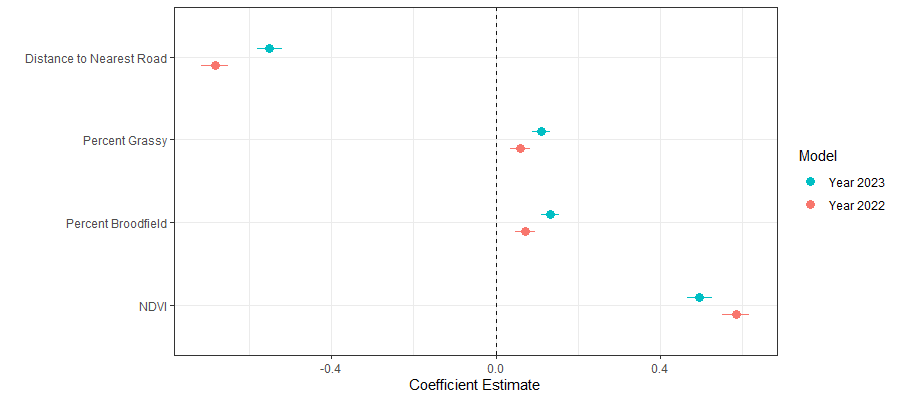 Distance to Nearest Road
Percent Grassy
Percent Broodfield
NDVI
-0.4
0.0
0.4
Coefficient Estimate
Model
Year 2023
Year 2022